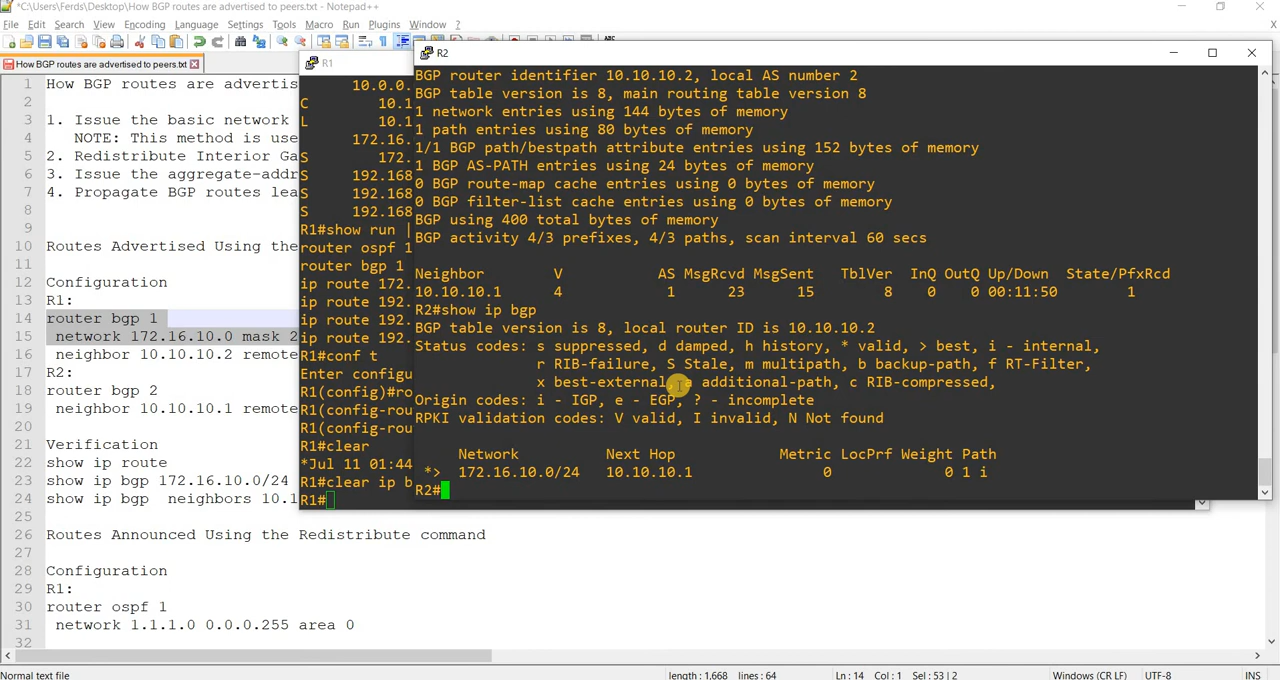 *C:\Users\Ferds\Desktop\How BGP routes are advertised to peers.txt - Notepad++
File Edit Search View Encoding Language Settings Tools Macro Run Plugins Window ?
How BGP routes are advertised to peers.txt
1 How BGP routes are advertis
2
3 1. Issue the basic network
4 NOTE: This method is use
5 2. Redistribute Interior Ga
6 3. Issue the aggregate-addr
7 4. Propagate BGP routes lea
8
9
10 Routes Advertised Using the
11
12 Configuration
13 R1:
14 router bgp 1
15 network 172.16.10.0 mask 2
16 neighbor 10.10.10.2 remote
17 R2:
18 router bgp 2
19 neighbor 10.10.10.1 remote
20
21 Verification
22 show ip route
23 show ip bgp 172.16.10.0/24
24 show ip bgp neighbors 10.1
25
26 Routes Announced Using the Redistribute command
27
28 Configuration
29 R1:
30 router ospf 1
31 network 1.1.1.0 0.0.0.255 area 0
32
R1
10.0.0.
C 10.1
L 10.1
172.16.
S 172.
S 192.168
S 192.168
S 192.168
R1#show run |
router ospf 1
router bgp 1
ip route 172.
ip route 192.
ip route 192.
ip route 192.
R1#conf t
Enter configu
R1(config)#ro
R1(config-rou
R1(config-rou
R1#clear
*Jul 11 01:44
R1#clear ip b
R1#
R2
BGP router identifier 10.10.10.2, local AS number 2
BGP table version is 8, main routing table version 8
1 network entries using 144 bytes of memory
1 path entries using 80 bytes of memory
1/1 BGP path/bestpath attribute entries using 152 bytes of memory
1 BGP AS-PATH entries using 24 bytes of memory
0 BGP route-map cache entries using 0 bytes of memory
0 BGP filter-list cache entries using 0 bytes of memory
BGP using 400 total bytes of memory
BGP activity 4/3 prefixes, 4/3 paths, scan interval 60 secs
Neighbor V AS MsgRcvd MsgSent TblVer InQ OutQ Up/Down State/PfxRcd
10.10.10.1 4 1 23 15 8 0 0 00:11:50 1
R2#show ip bgp
BGP table version is 8, local router ID is 10.10.10.2
Status codes: s suppressed, d damped, h history, * valid, > best, i - internal,
r RIB-failure, S Stale, m multipath, b backup-path, f RT-Filter,
x best-external, a additional-path, c RIB-compressed,
Origin codes: i - IGP, e - EGP, ? - incomplete
RPKI validation codes: V valid, I invalid, N Not found
Network Next Hop Metric LocPrf Weight Path
*> 172.16.10.0/24 10.10.10.1 0 0 1 i
R2#
Normal text file length : 1,668 lines : 64 Ln : 14 Col : 1 Sel : 53 | 2 Windows (CR LF) UTF-8 INS